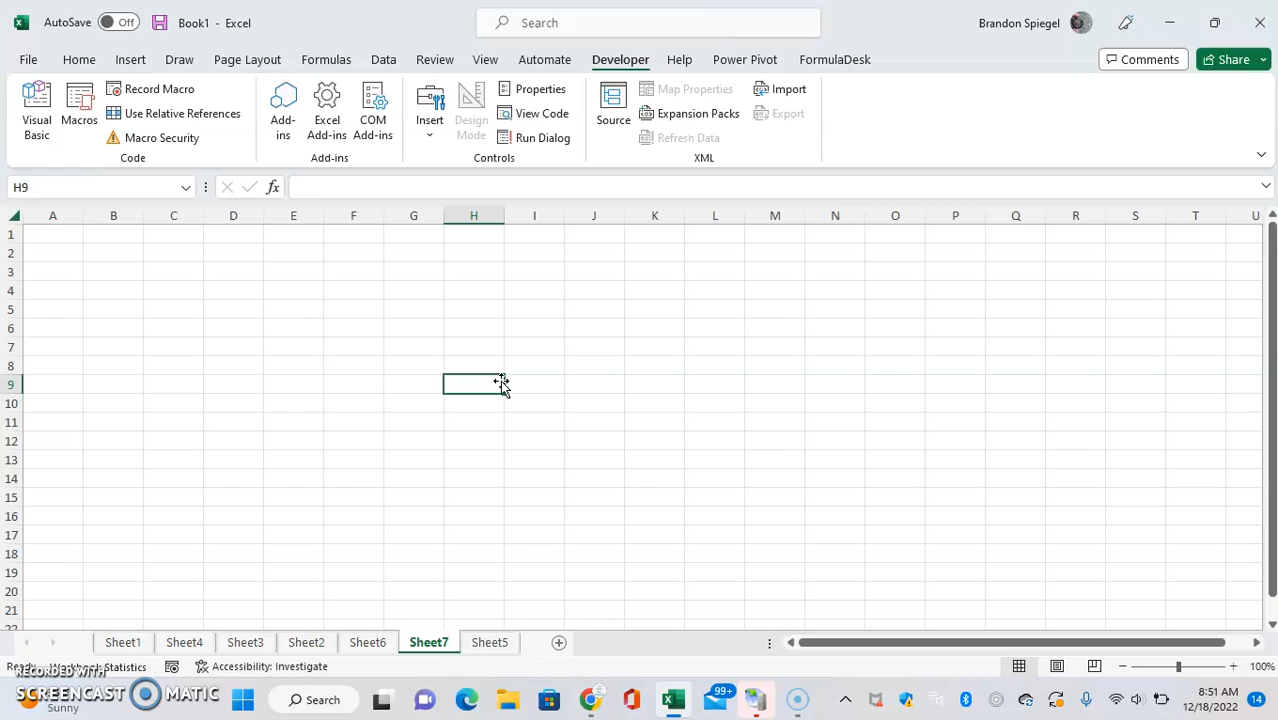 AutoSave Off Book1 - Excel Search Brandon Spiegel
File Home Insert Draw Page Layout Formulas Data Review View Automate Developer Help Power Pivot FormulaDesk Comments Share
Visual Basic
Macros
Record Macro
Use Relative References
Macro Security
Code
Add-ins
Excel Add-ins
COM Add-ins
Add-ins
Insert
Design Mode
Properties
View Code
Run Dialog
Controls
Source
Map Properties
Expansion Packs
Refresh Data
Import
Export
XML
H9 fx
A B C D E F G H I J K L M N O P Q R S T U
1
2
3
4
5
6
7
8
9
10
11
12
13
14
15
16
17
18
19
20
21
22
Sheet1 Sheet4 Sheet3 Sheet2 Sheet6 Sheet7 Sheet5
Statistics Accessibility: Investigate 100%
RECORDED WITH
SCREENCAST MATIC
Sunny
Search
99+
8:51 AM
12/18/2022
14